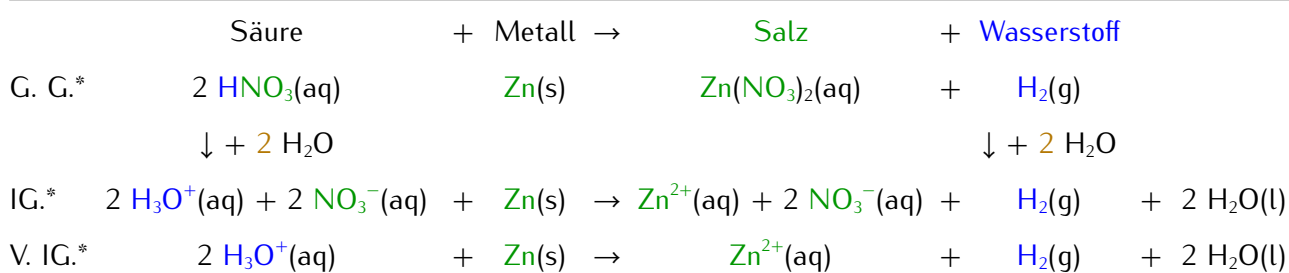 Säure + Metall → Salz + Wasserstoff
G. G.* 2 HNO₃(aq) Zn(s) Zn(NO₃)₂(aq) + H₂(g)
↓ + 2 H₂O ↓ + 2 H₂O
IG.* 2 H₃O⁺(aq) + 2 NO₃⁻(aq) + Zn(s) → Zn²⁺(aq) + 2 NO₃⁻(aq) + H₂(g) + 2 H₂O(l)
V. IG.* 2 H₃O⁺(aq) + Zn(s) → Zn²⁺(aq) + H₂(g) + 2 H₂O(l)